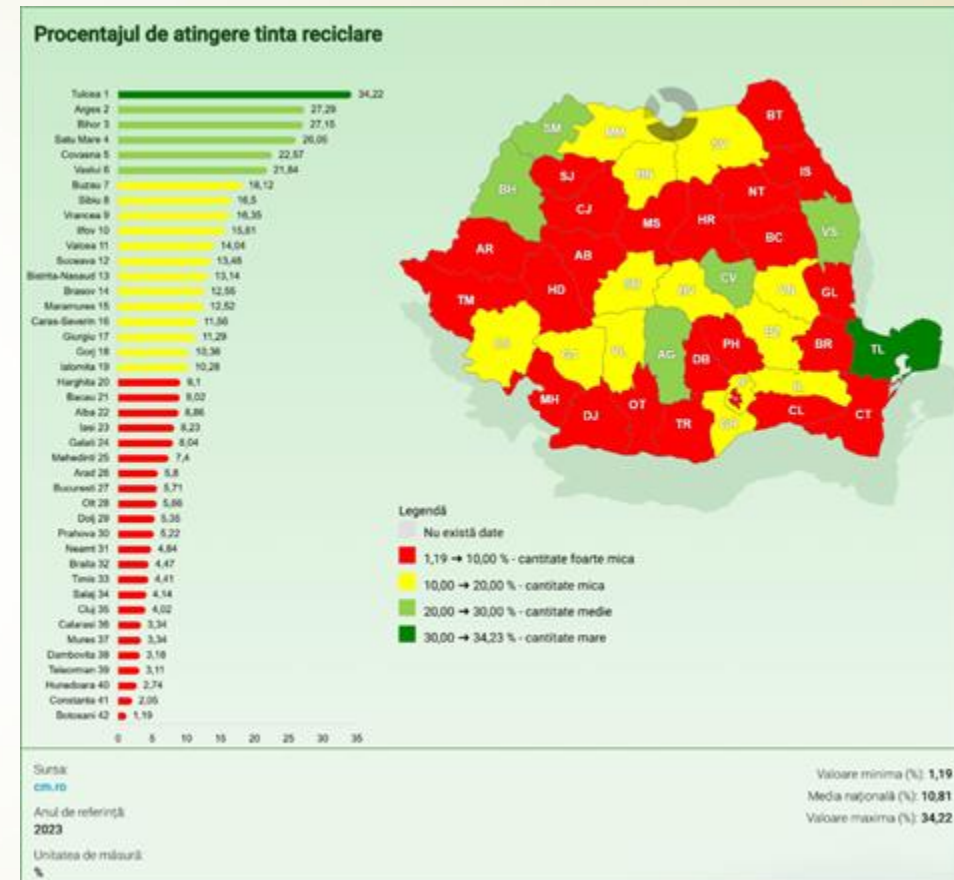 Procentajul de atingere tinta reciclare
Tulcea 1 34,22
Arges 2 27,29
Bihor 3 27,15
Satu Mare 4 26,05
Covasna 5 22,57
Vaslui 6 21,84
Buzau 7 18,12
Sibiu 8 16,5
Vrancea 9 16,35
Ilfov 10 15,81
Valcea 11 14,04
Suceava 12 13,48
Bistrita-Nasaud 13 13,14
Brasov 14 12,55
Maramures 15 12,52
Caras-Severin 16 11,56
Giurgiu 17 11,29
Gorj 18 10,36
Ialomita 19 10,28
Harghita 20 9,1
Bacau 21 9,02
Alba 22 8,86
Iasi 23 8,23
Galati 24 8,04
Mehedinti 25 7,4
Arad 26 5,8
Bucuresti 27 5,71
Olt 28 5,66
Dolj 29 5,35
Prahova 30 5,22
Neamt 31 4,84
Braila 32 4,47
Timis 33 4,41
Salaj 34 4,14
Cluj 35 4,02
Calarasi 36 3,34
Mures 37 3,34
Dambovita 38 3,18
Teleorman 39 3,11
Hunedoara 40 2,74
Constanta 41 2,05
Botosani 42 1,19
0 5 10 15 20 25 30 35
BT
SM MM SV
BN IS
BH SJ NT
CJ MS HR VS
AR AB BC
HD CV GL
TM SB BV VN
CS GJ VL AG DB PH BZ BR TL
IF IL
MH DJ OT TR GR CL CT
Legendă
Nu există date
1,19 → 10,00 % - cantitate foarte mica
10,00 → 20,00 % - cantitate mica
20,00 → 30,00 % - cantitate medie
30,00 → 34,23 % - cantitate mare
Sursa:
cm.ro
Anul de referință:
2023
Unitatea de măsură:
%
Valoare minima (%): 1,19
Media națională (%): 10,81
Valoare maxima (%): 34,22